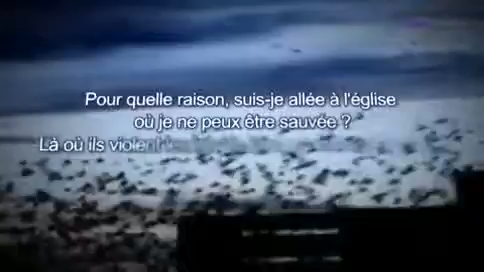 Pour quelle raison, suis-je allée à l'église
où je ne peux être sauvée ?
Là où ils